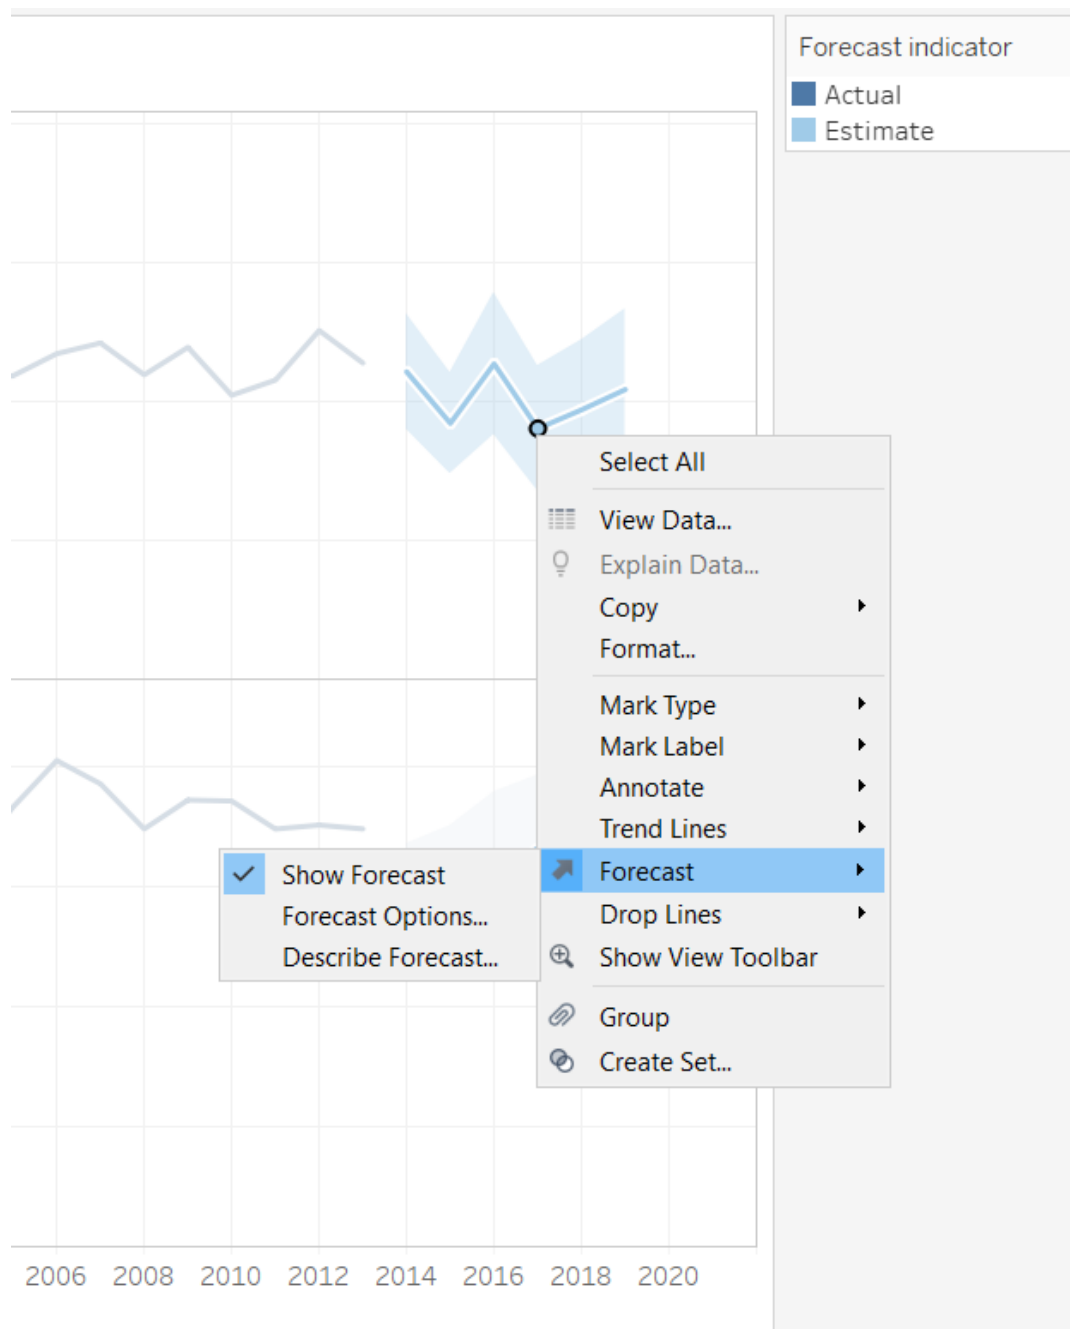 Forecast indicator
Actual
Estimate
Select All
View Data...
Explain Data...
Copy
Format...
Mark Type
Mark Label
Annotate
Trend Lines
Forecast
Show Forecast
Forecast Options...
Describe Forecast...
Drop Lines
Show View Toolbar
Group
Create Set...
2006 2008 2010 2012 2014 2016 2018 2020